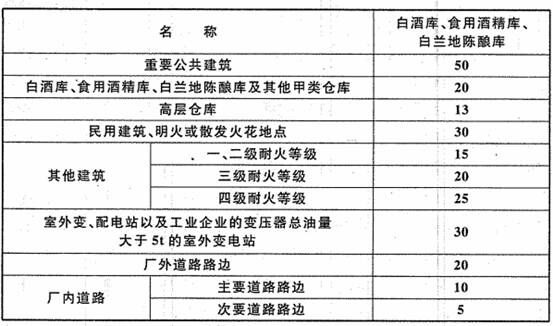 名 称
白酒库、食用酒精库、
白兰地陈酿库
重要公共建筑
50
白酒库、食用酒精库、白兰地陈酿库及其他甲类仓库
20
高层仓库
13
民用建筑、明火或散发火花地点
30
其他建筑
一、二级耐火等级
15
三级耐火等级
20
四级耐火等级
25
室外变、配电站以及工业企业的变压器总油量
大于5t的室外变电站
30
厂外道路路边
20
厂内道路
主要道路路边
10
次要道路路边
5